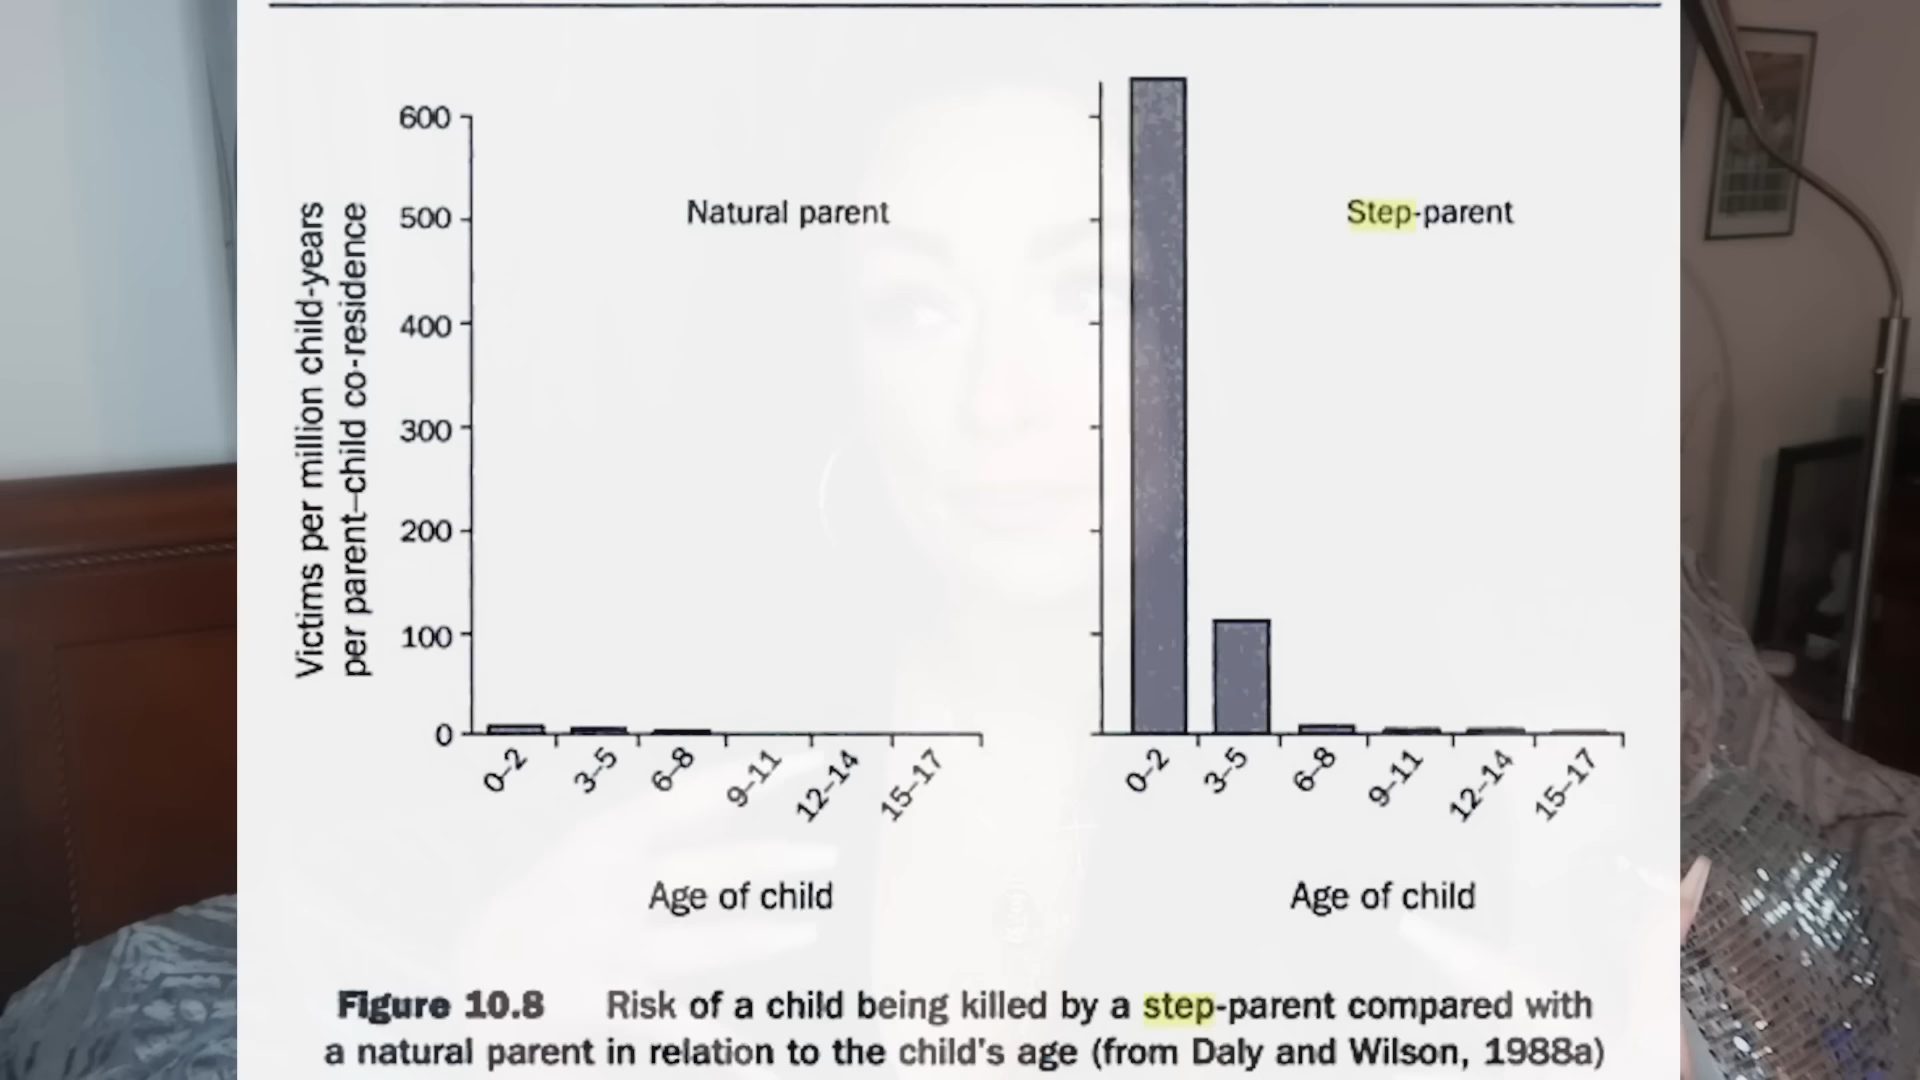 Victims per million child-years
per parent–child co-residence
600
500
400
300
200
100
0
Natural parent
0–2
3–5
6–8
9–11
12–14
15–17
Age of child
Step-parent
0–2
3–5
6–8
9–11
12–14
15–17
Age of child
Figure 10.8 Risk of a child being killed by a step-parent compared with
a natural parent in relation to the child's age (from Daly and Wilson, 1988a)